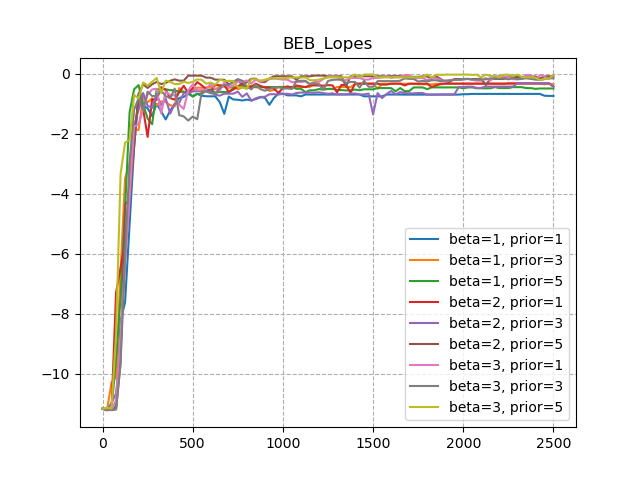 BEB_Lopes
0
−2
−4
−6
−8
−10
0
500
1000
1500
2000
2500
beta=1, prior=1
beta=1, prior=3
beta=1, prior=5
beta=2, prior=1
beta=2, prior=3
beta=2, prior=5
beta=3, prior=1
beta=3, prior=3
beta=3, prior=5